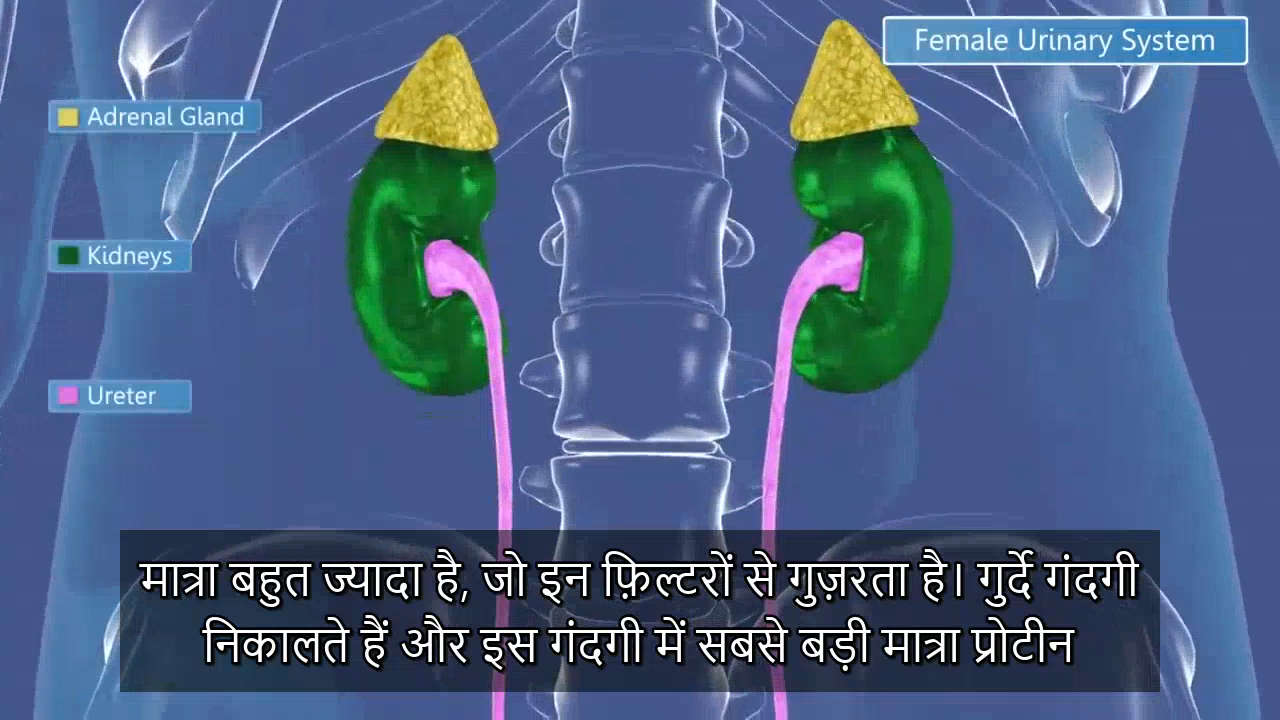 Female Urinary System
Adrenal Gland
Kidneys
Ureter
मात्रा बहुत ज्यादा है, जो इन फ़िल्टरों से गुज़रता है। गुर्दे गंदगी
निकालते हैं और इस गंदगी में सबसे बड़ी मात्रा प्रोटीन